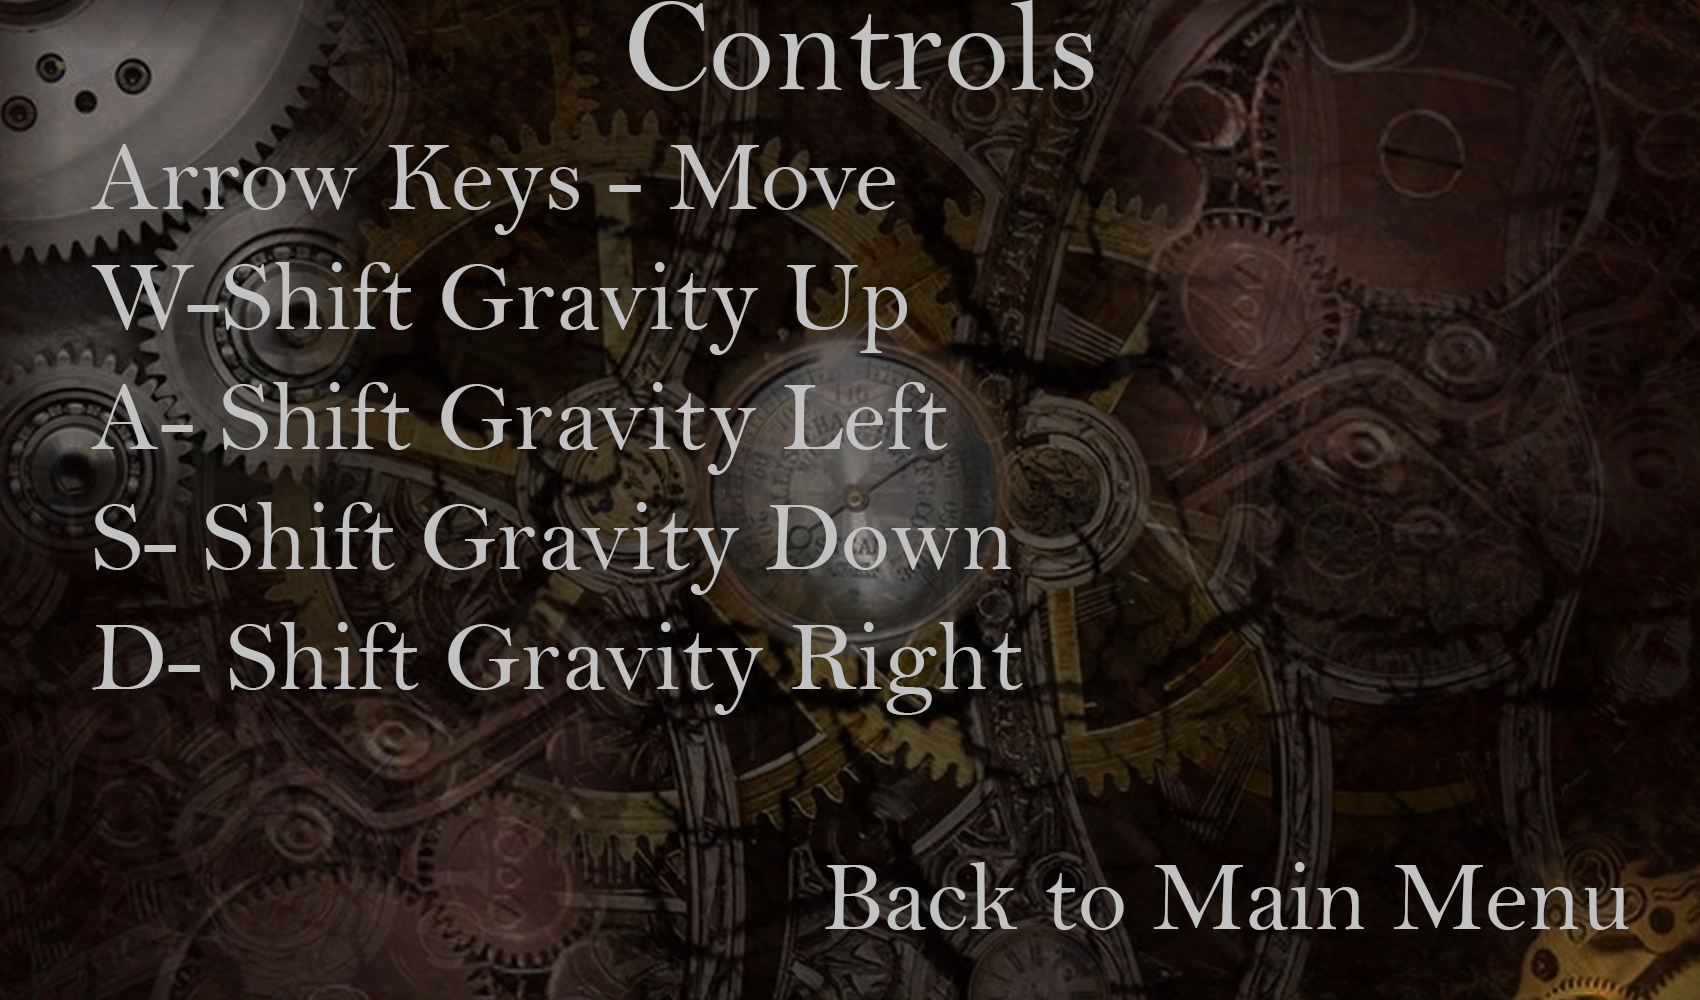 Controls
Arrow Keys - Move
W-Shift Gravity Up
A- Shift Gravity Left
S- Shift Gravity Down
D- Shift Gravity Right
Back to Main Menu